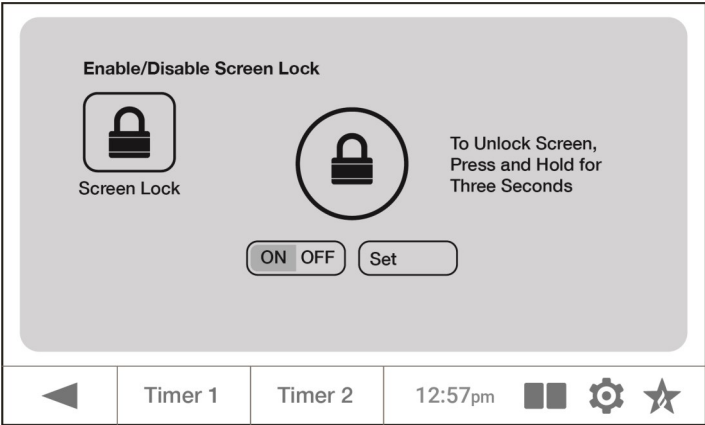 Enable/Disable Screen Lock
Screen Lock
To Unlock Screen,
Press and Hold for
Three Seconds
ON OFF
Set
Timer 1
Timer 2
12:57pm